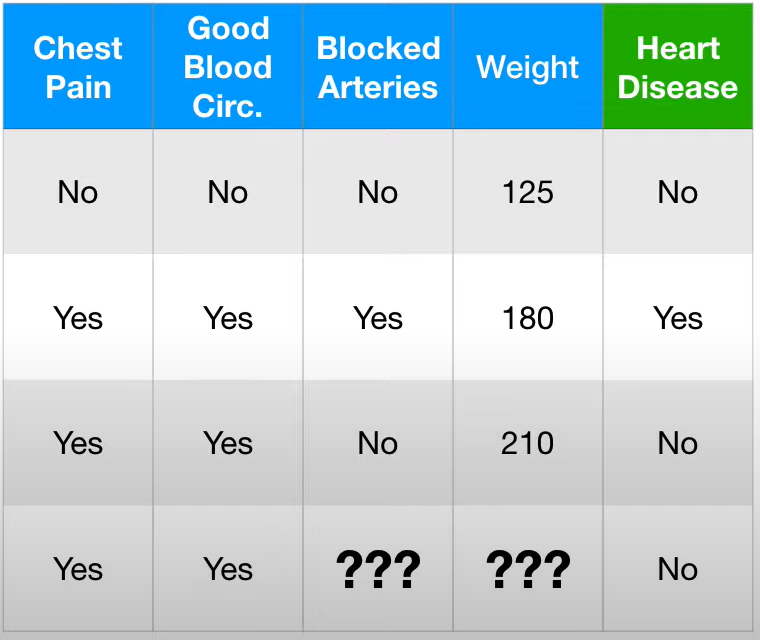 Chest Pain Good Blood Circ. Blocked Arteries Weight Heart Disease
No No No 125 No
Yes Yes Yes 180 Yes
Yes Yes No 210 No
Yes Yes ??? ??? No